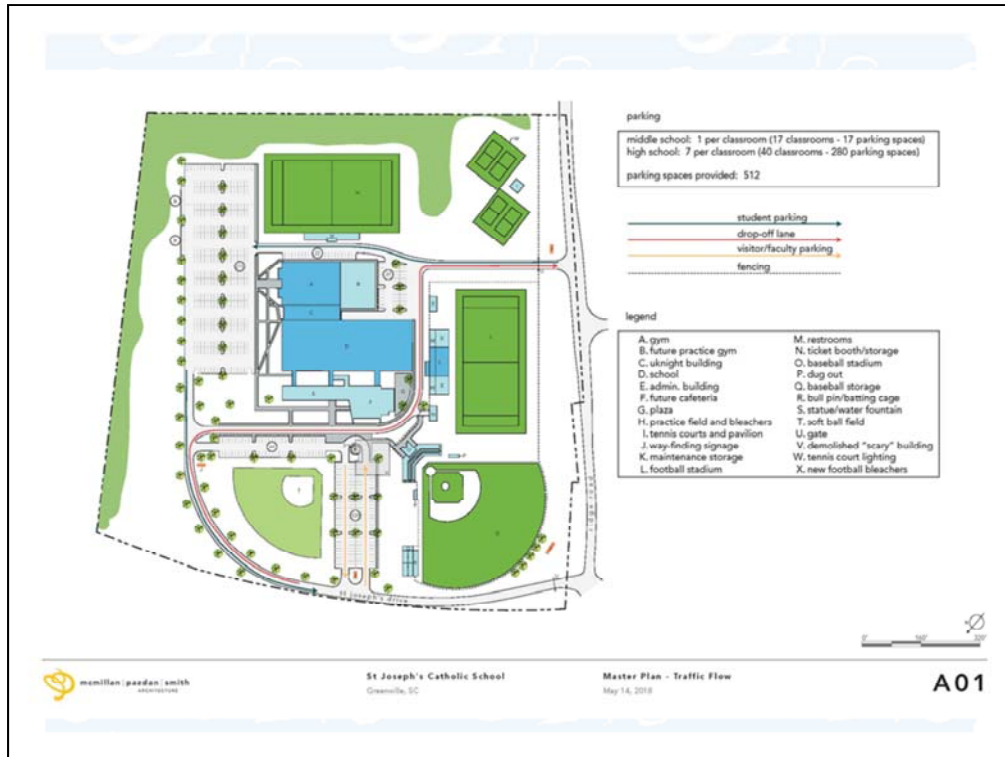 parking
middle school: 1 per classroom (17 classrooms - 17 parking spaces)
high school: 7 per classroom (40 classrooms - 280 parking spaces)
parking spaces provided: 512
student parking
drop-off lane
visitor/faculty parking
fencing
legend
A. gym
B. future practice gym
C. uknight building
D. school
E. admin. building
F. future cafeteria
G. plaza
H. practice field and bleachers
I. tennis courts and pavilion
J. way-finding signage
K. maintenance storage
L. football stadium
M. restrooms
N. ticket booth/storage
O. baseball stadium
P. dug out
Q. baseball storage
R. bull pin/batting cage
S. statue/water fountain
T. soft ball field
U. gate
V. demolished "scary" building
W. tennis court lighting
X. new football bleachers
A
B
C
D
E
F
L
ridge road
St Joseph's drive
0' 160' 320'
mcmillan | pazdan | smith
ARCHITECTURE
St Joseph's Catholic School
Greenville, SC
Master Plan - Traffic Flow
May 14, 2018
A01